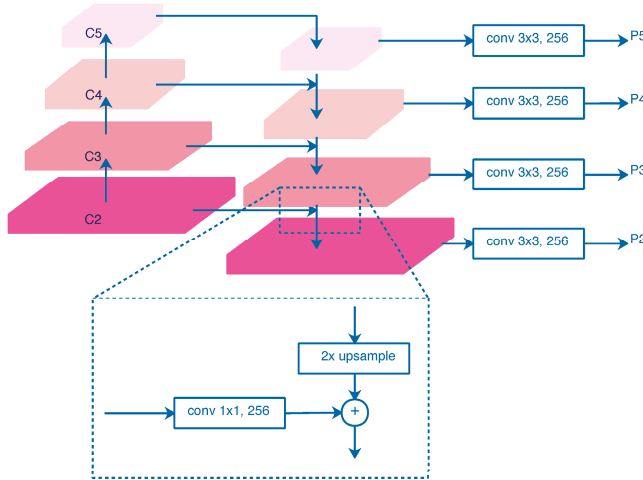 C5
conv 3x3, 256
P5
C4
conv 3x3, 256
P4
C3
conv 3x3, 256
P3
C2
conv 3x3, 256
P2
2x upsample
conv 1x1, 256
+